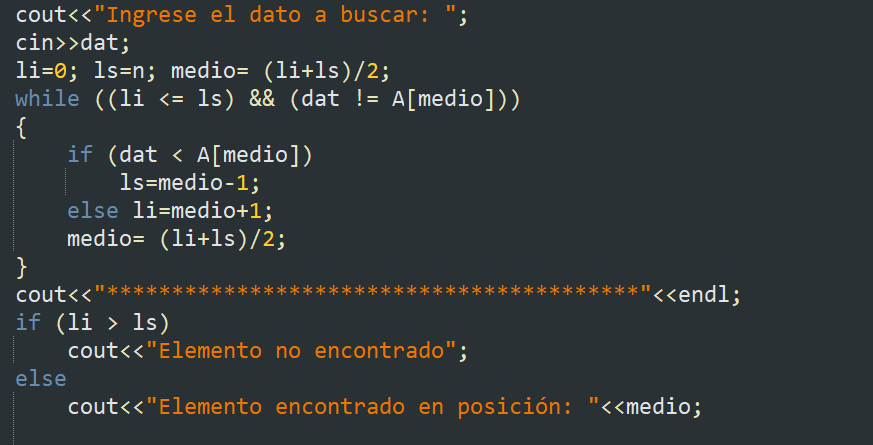 cout<<"Ingrese el dato a buscar: ";
cin>>dat;
li=0; ls=n; medio= (li+ls)/2;
while ((li <= ls) && (dat != A[medio]))
{
    if (dat < A[medio])
        ls=medio-1;
    else li=medio+1;
    medio= (li+ls)/2;
}
cout<<"*****************************************"<<endl;
if (li > ls)
    cout<<"Elemento no encontrado";
else
    cout<<"Elemento encontrado en posición: "<<medio;